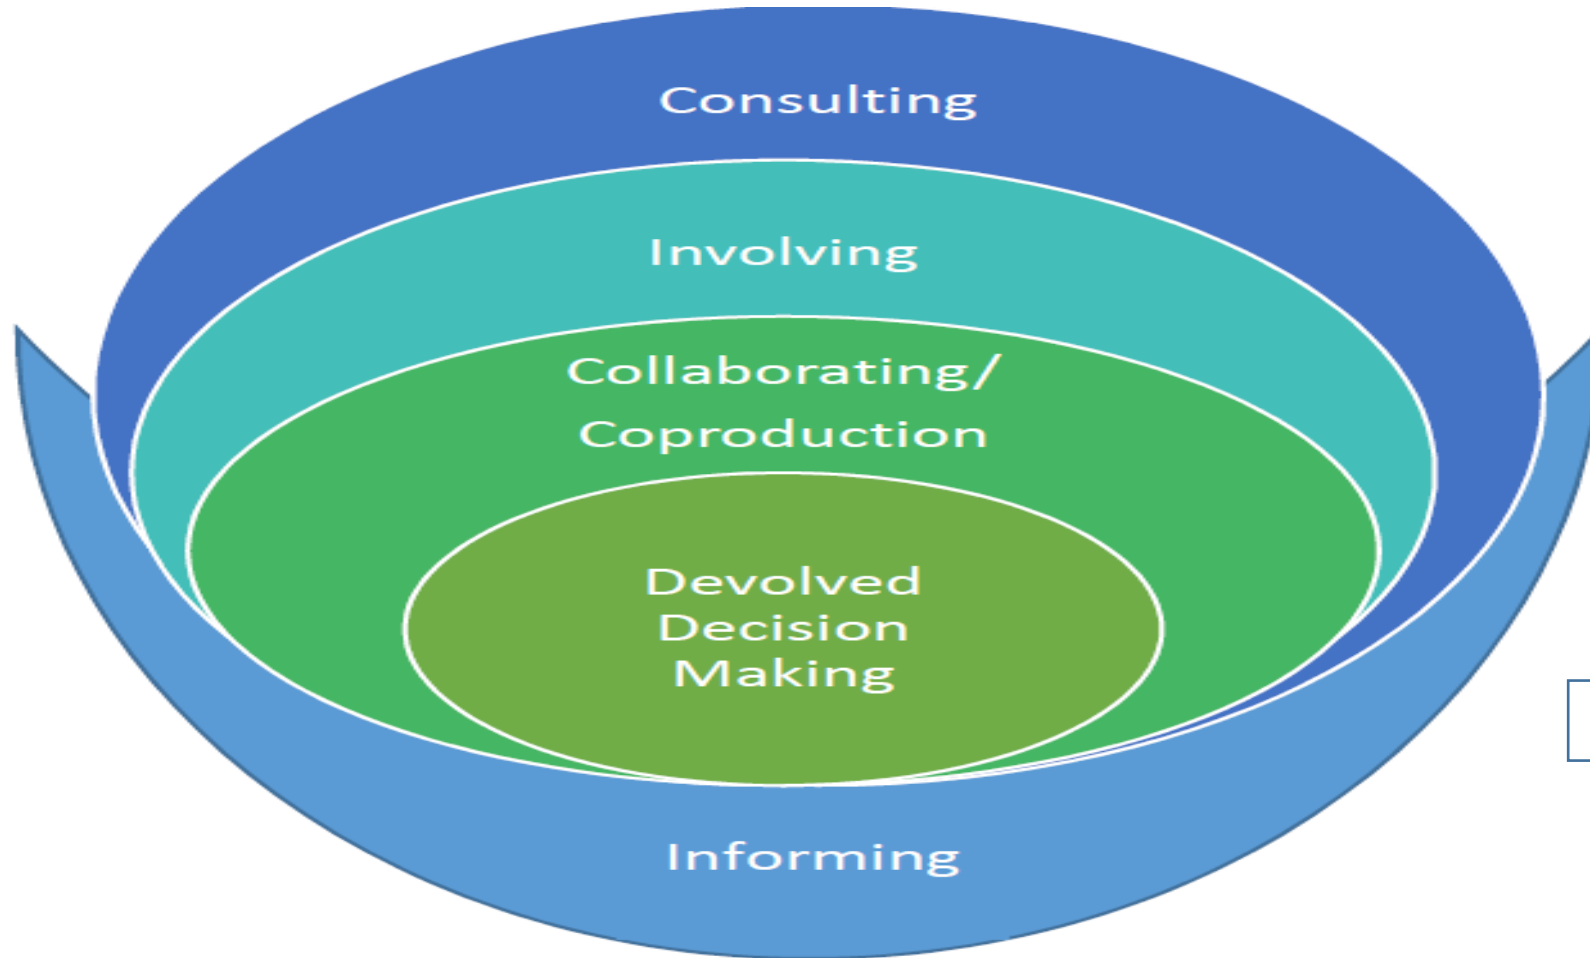 Consulting
Involving
Collaborating/
Coproduction
Devolved
Decision
Making
Informing